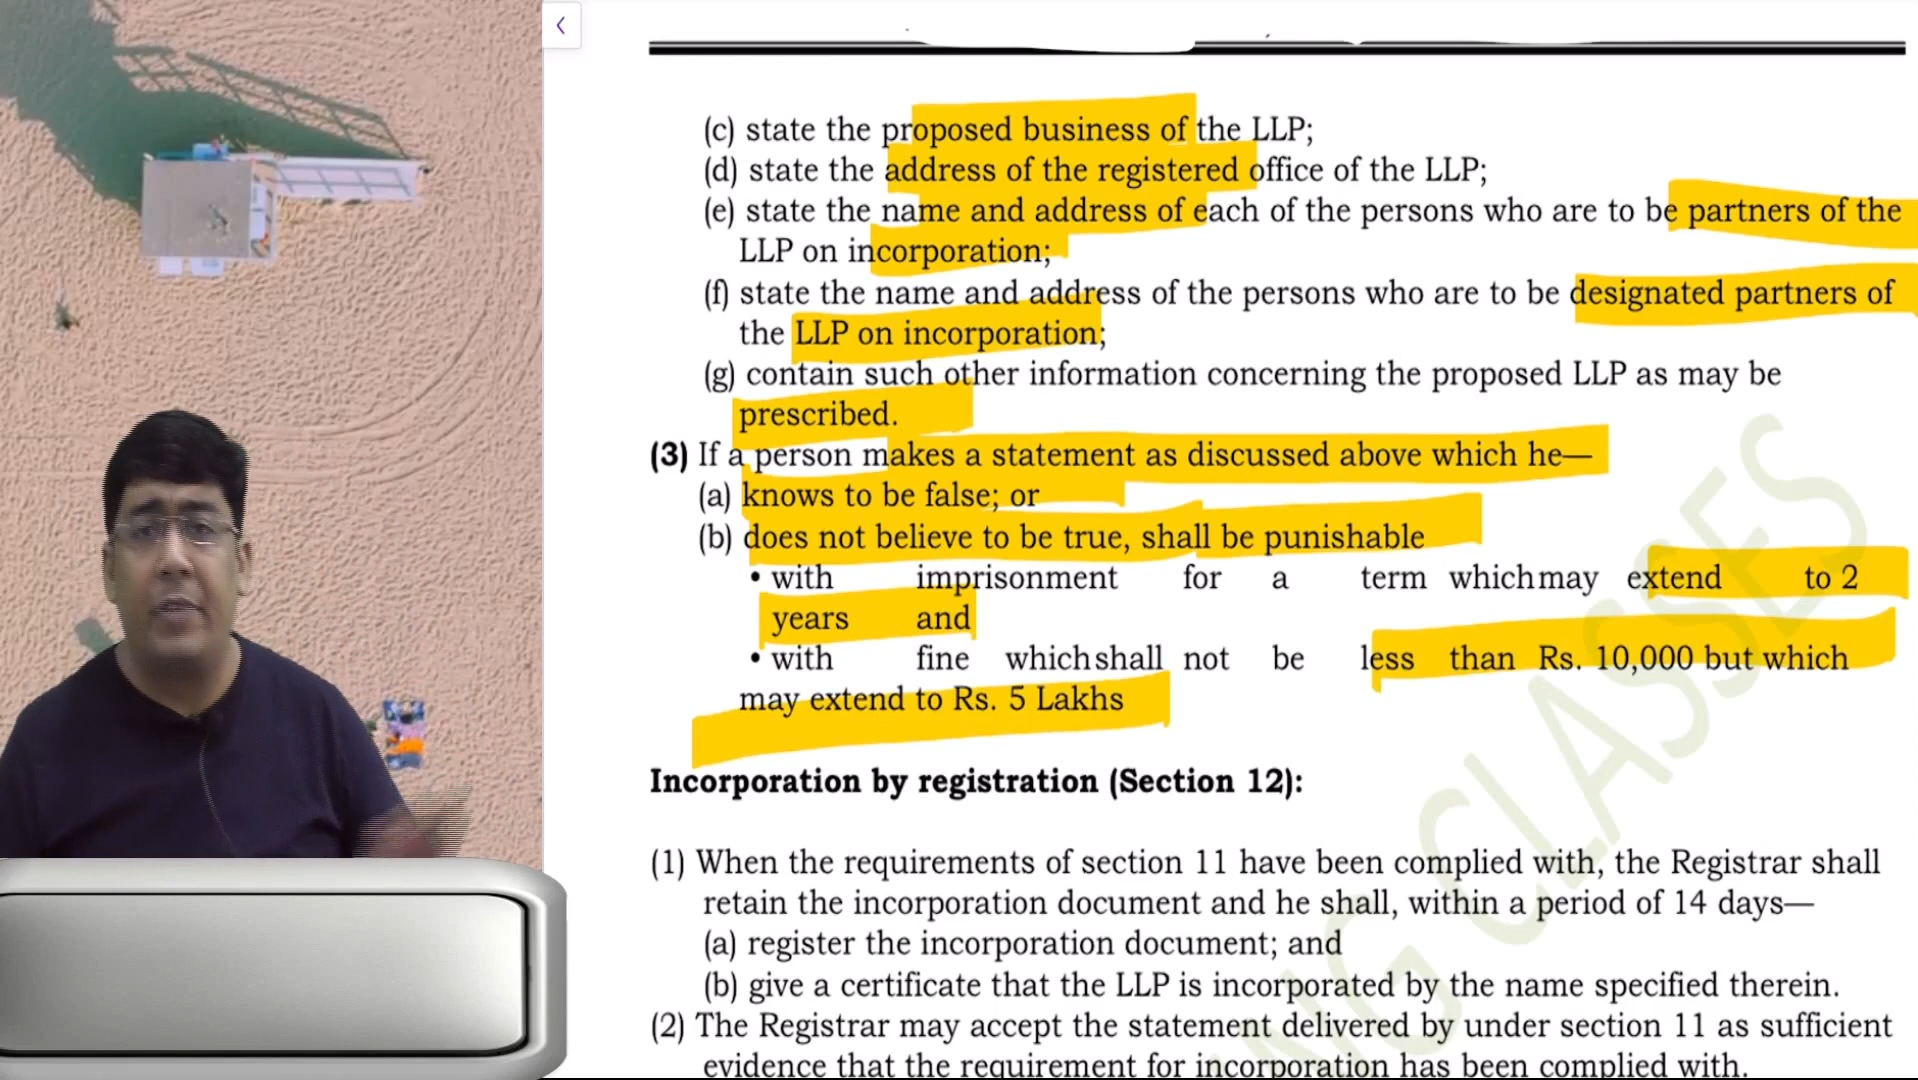 (c) state the proposed business of the LLP;
(d) state the address of the registered office of the LLP;
(e) state the name and address of each of the persons who are to be partners of the
LLP on incorporation;
(f) state the name and address of the persons who are to be designated partners of
the LLP on incorporation;
(g) contain such other information concerning the proposed LLP as may be
prescribed.
(3) If a person makes a statement as discussed above which he—
(a) knows to be false; or
(b) does not believe to be true, shall be punishable
• with imprisonment for a term which may extend to 2
years and
• with fine which shall not be less than Rs. 10,000 but which
may extend to Rs. 5 Lakhs
Incorporation by registration (Section 12):
(1) When the requirements of section 11 have been complied with, the Registrar shall
retain the incorporation document and he shall, within a period of 14 days—
(a) register the incorporation document; and
(b) give a certificate that the LLP is incorporated by the name specified therein.
(2) The Registrar may accept the statement delivered by under section 11 as sufficient
evidence that the requirement for incorporation has been complied with.
NG CLASSES